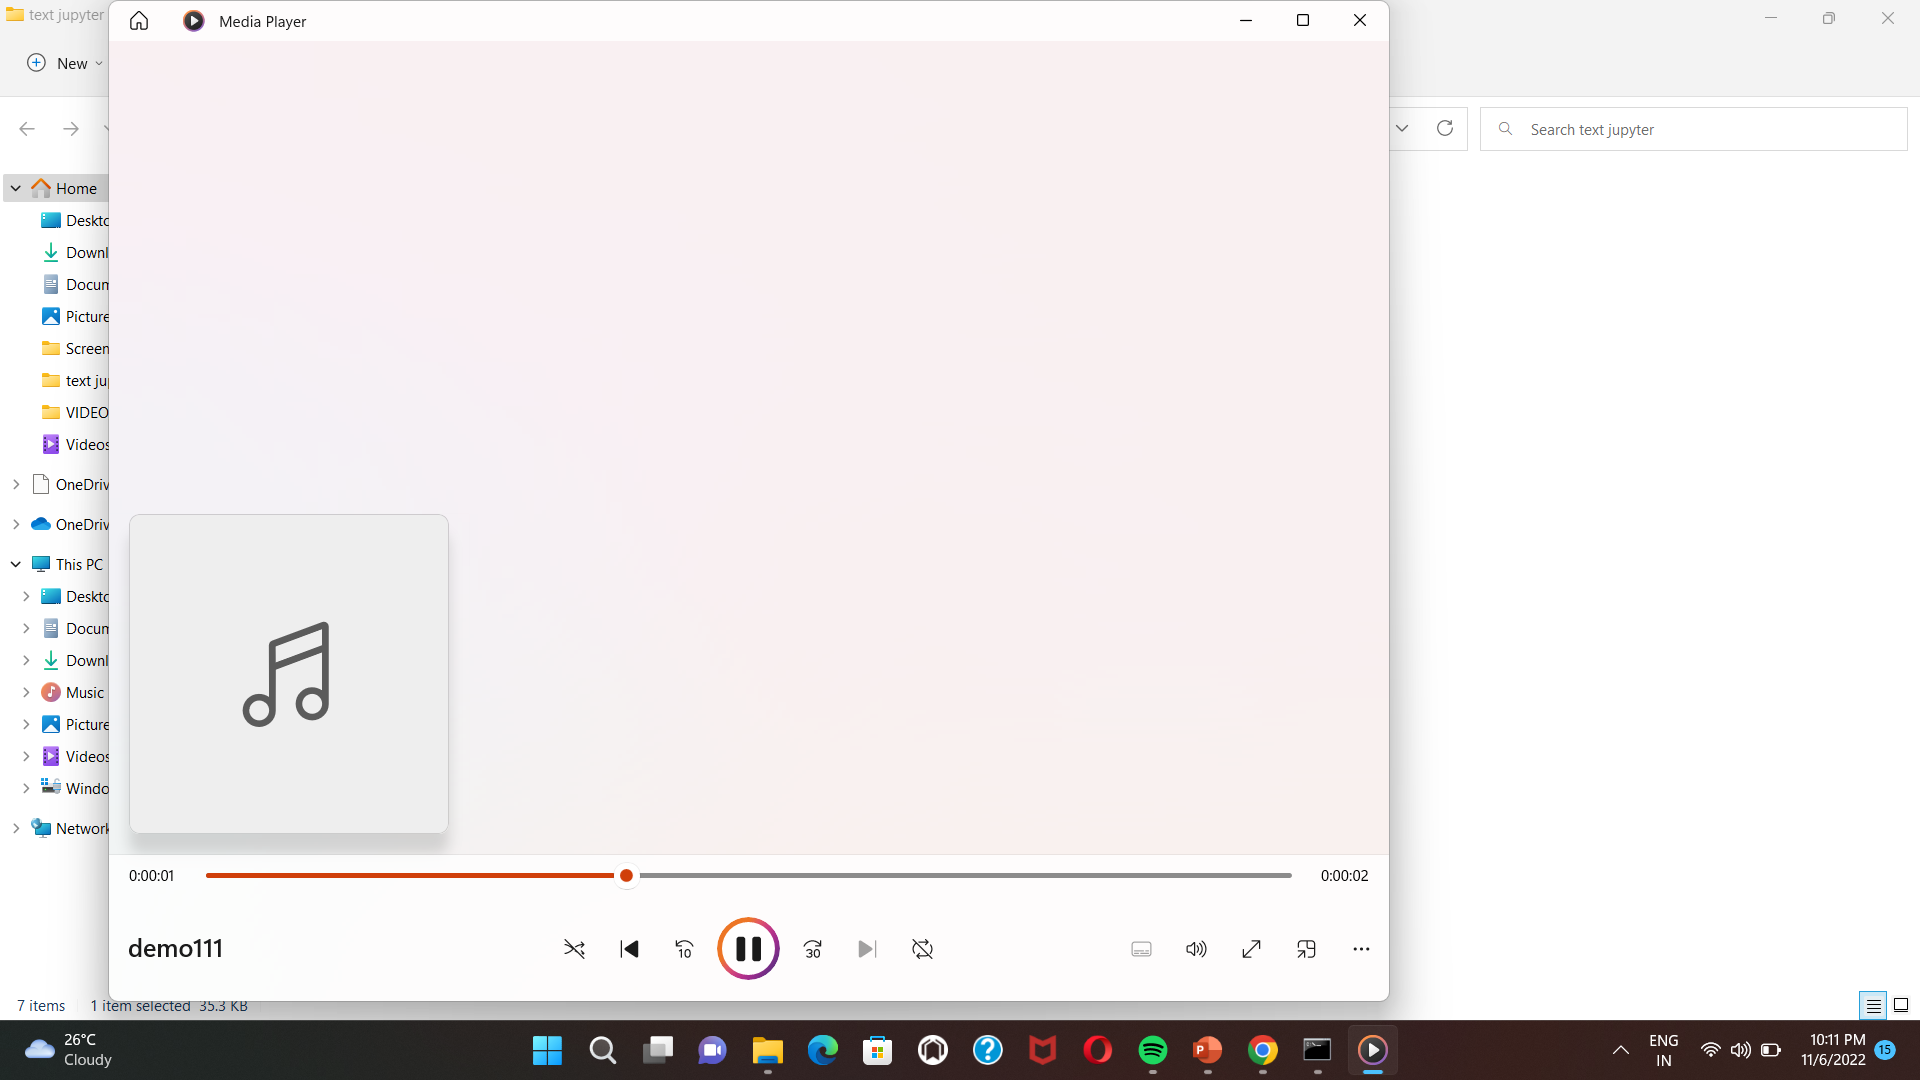 text jupyter
Media Player
New
Search text jupyter
Home
Deskto
Downl
Docum
Picture
Screen
text ju
VIDEO
Videos
OneDriv
OneDriv
This PC
Deskto
Docum
Downl
Music
Picture
Videos
Windo
Network
0:00:01
0:00:02
demo111
10
30
7 items
1 item selected 35.3 KB
26°C
Cloudy
ENG
IN
10:11 PM
11/6/2022
15